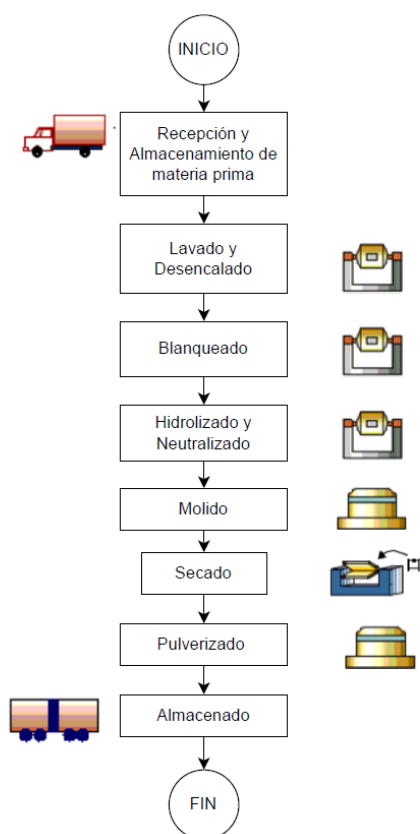 INICIO
Recepción y
Almacenamiento de
materia prima
Lavado y
Desencalado
Blanqueado
Hidrolizado y
Neutralizado
Molido
Secado
Pulverizado
Almacenado
FIN